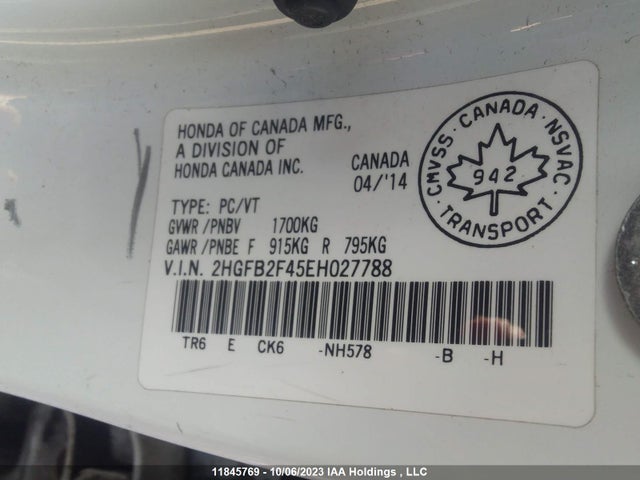 HONDA OF CANADA MFG.,
A DIVISION OF
HONDA CANADA INC.
CANADA
04/'14
CMVSS · CANADA · NSVAC
942
TRANSPORT
TYPE: PC/VT
GVWR/PNBV 1700KG
GAWR/PNBE F 915KG R 795KG
V.I.N. 2HGFB2F45EH027788
TR6 E CK6 -NH578 -B -H
11845769 - 10/06/2023 IAA Holdings , LLC